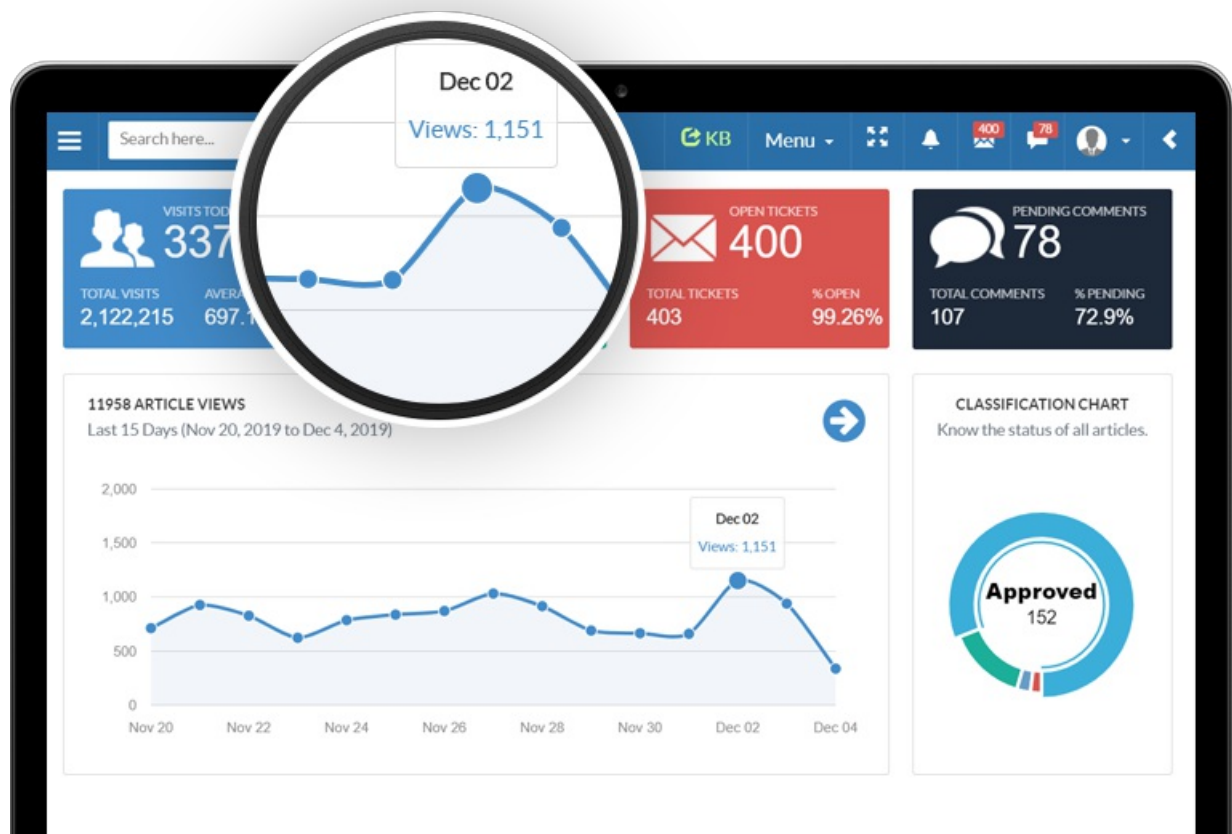 Dec 02
Views: 1,151
Search here...
KB
Menu
400
78
VISITS
337
TOTAL VISITS
2,122,215
OPEN TICKETS
400
TOTAL TICKETS
403
% OPEN
99.26%
PENDING COMMENTS
78
TOTAL COMMENTS
107
% PENDING
72.9%
11958 ARTICLE VIEWS
Last 15 Days (Nov 20, 2019 to Dec 4, 2019)
2,000
1,500
1,000
500
0
Dec 02
Views: 1,151
Nov 20
Nov 22
Nov 24
Nov 26
Nov 28
Nov 30
Dec 02
Dec 04
CLASSIFICATION CHART
Know the status of all articles.
Approved
152